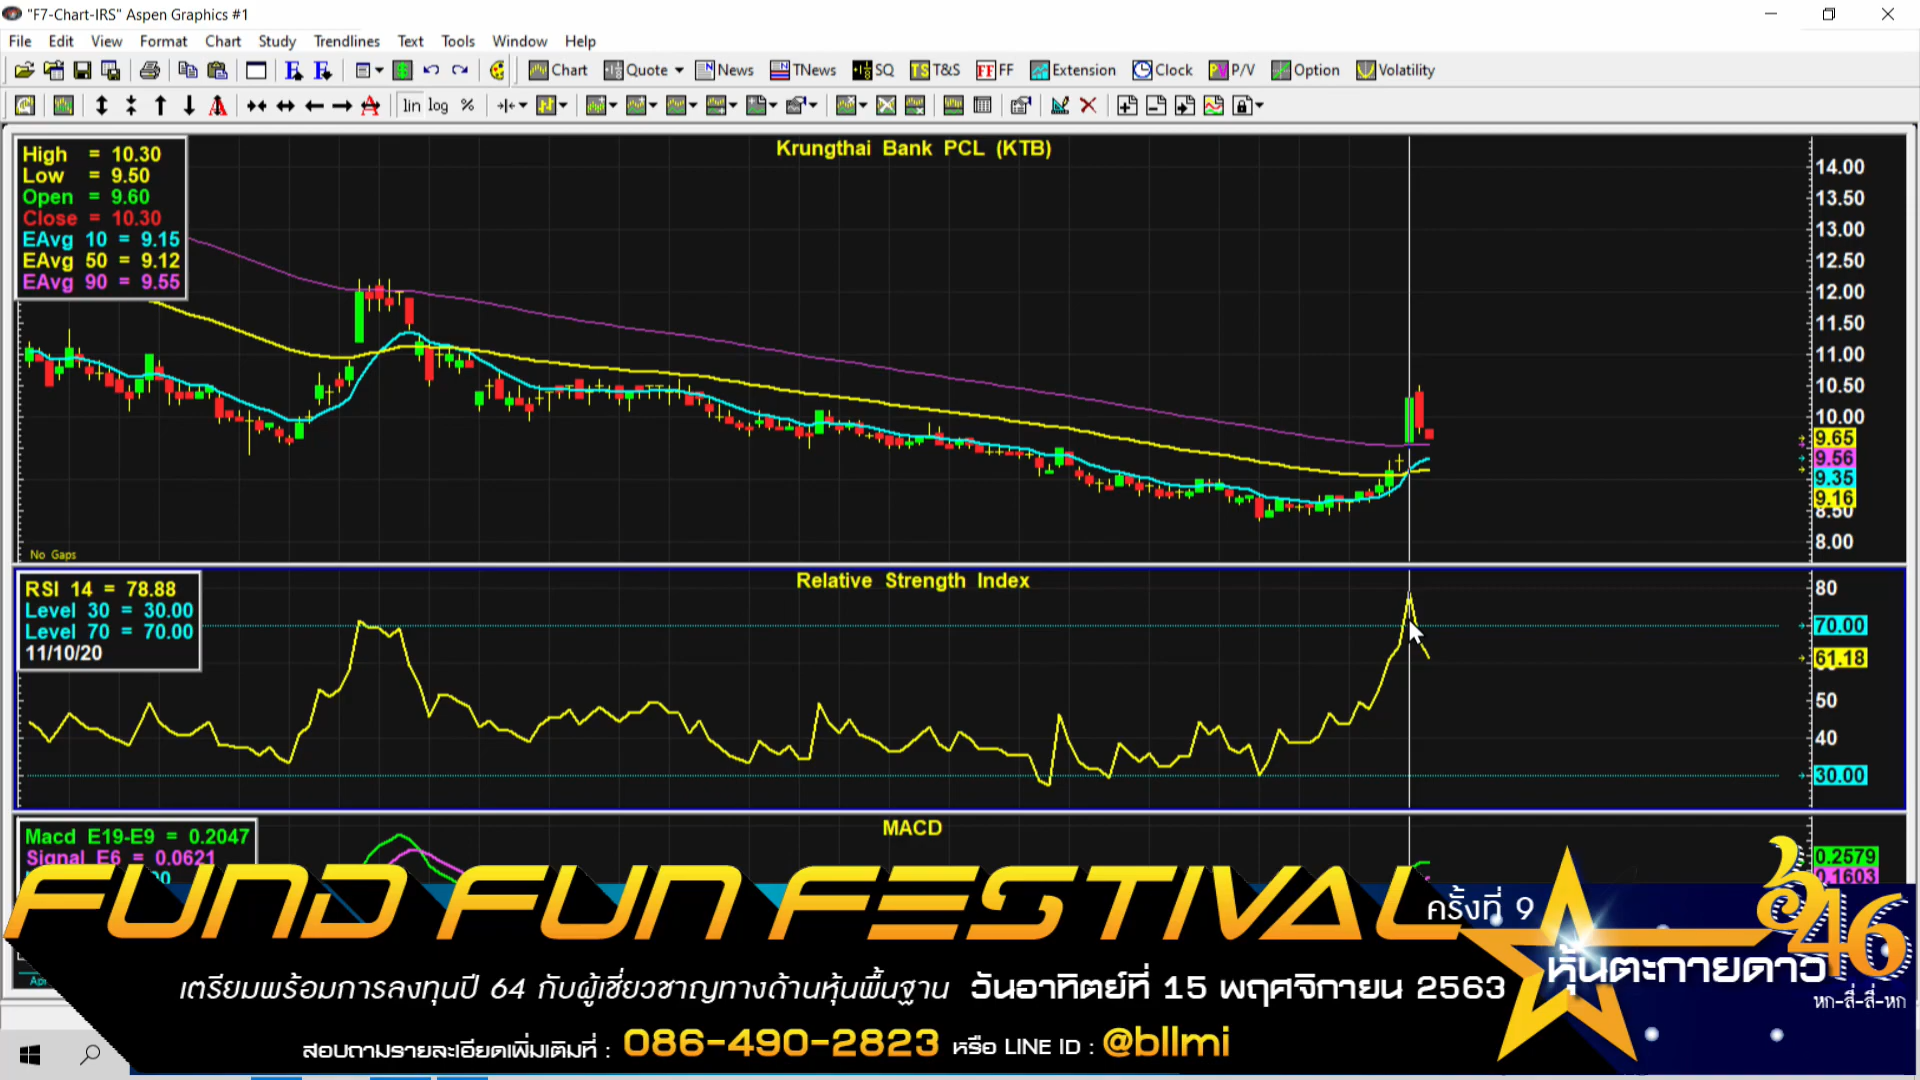 "F7-Chart-IRS" Aspen Graphics #1
File Edit View Format Chart Study Trendlines Text Tools Window Help
Chart Quote News TNews SQ T&S FF Extension Clock P/V Option Volatility
lin log %
Krungthai Bank PCL (KTB)
High = 10.30
Low = 9.50
Open = 9.60
Close = 10.30
EAvg 10 = 9.15
EAvg 50 = 9.12
EAvg 90 = 9.55
14.00
13.50
13.00
12.50
12.00
11.50
11.00
10.50
10.00
9.65
9.56
9.35
9.16
8.50
8.00
No Gaps
Relative Strength Index
RSI 14 = 78.88
Level 30 = 30.00
Level 70 = 70.00
11/10/20
80
70.00
61.18
50
40
30.00
MACD
Macd E19-E9 = 0.2047
Signal E6 = 0.0621
0.2579
0.1603
FUND FUN FESTIVAL ครั้งที่ 9
หุ้นตะกายดาว
46
หก-สี่-สี่-หก
เตรียมพร้อมการลงทุนปี 64 กับผู้เชี่ยวชาญทางด้านหุ้นพื้นฐาน วันอาทิตย์ที่ 15 พฤศจิกายน 2563
สอบถามรายละเอียดเพิ่มเติมที่ : 086-490-2823 หรือ LINE ID : @bllmi